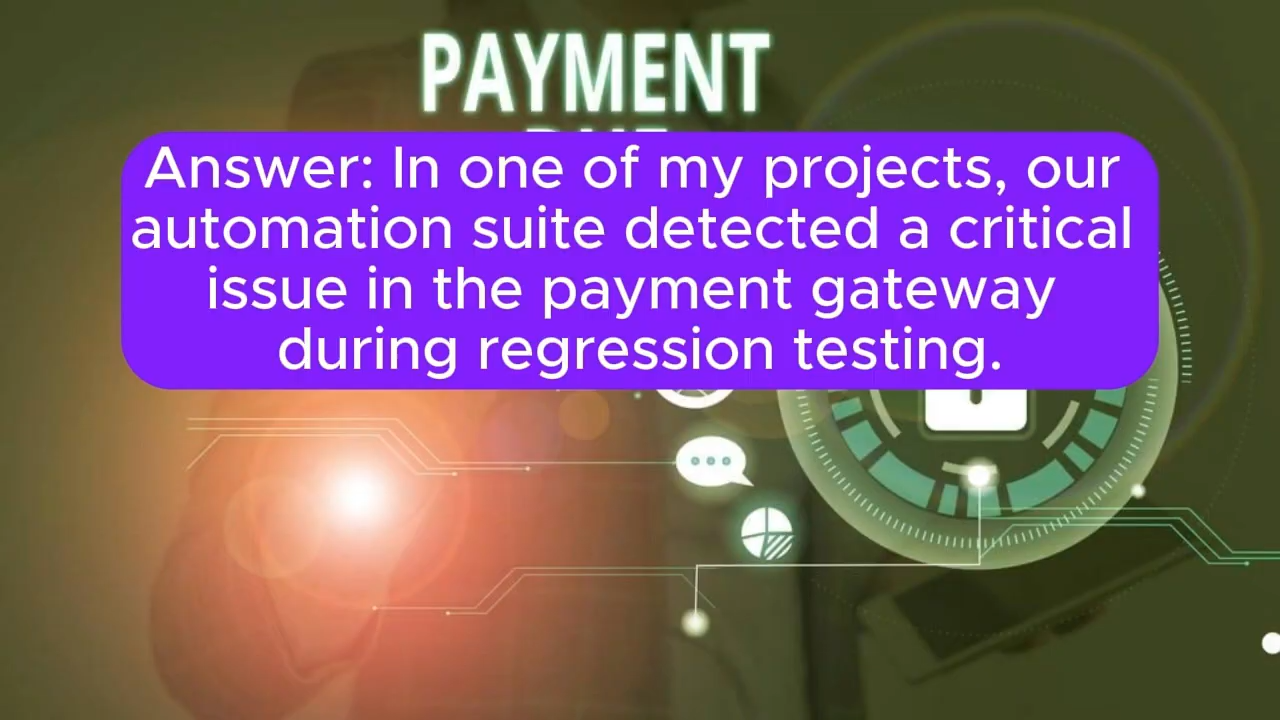 PAYMENT
Answer: In one of my projects, our
automation suite detected a critical
issue in the payment gateway
during regression testing.